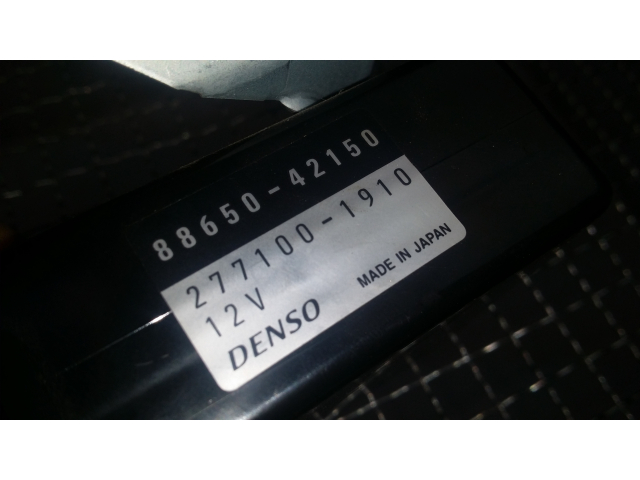 88650-42150
277100-1910
12V
DENSO MADE IN JAPAN